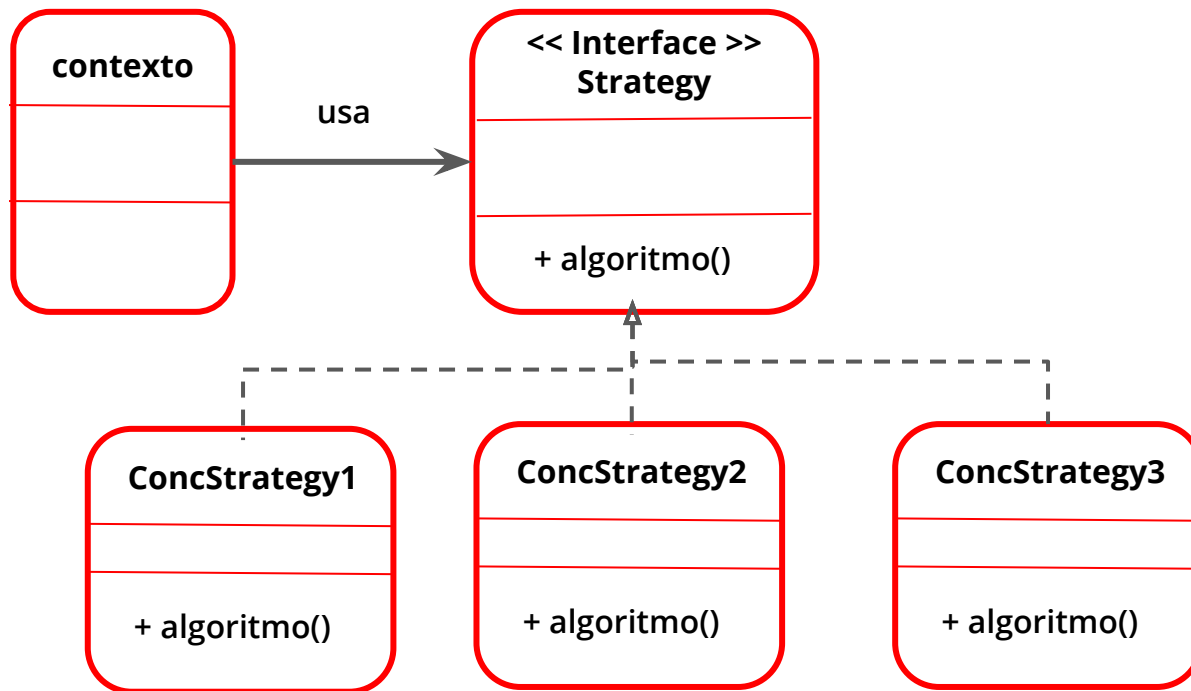 contexto
usa
<< Interface >>
Strategy
+ algoritmo()
ConcStrategy1
+ algoritmo()
ConcStrategy2
+ algoritmo()
ConcStrategy3
+ algoritmo()